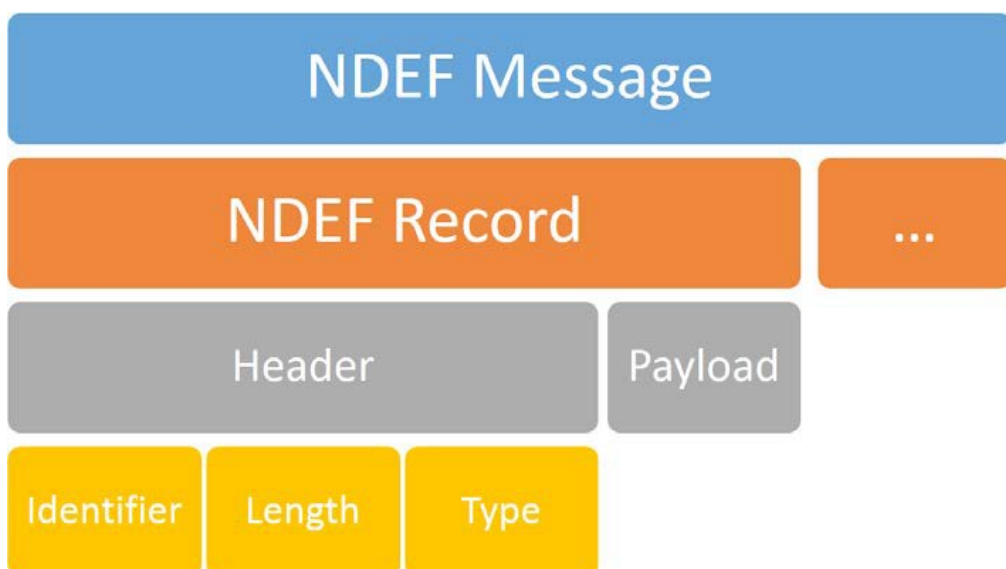 NDEF Message
NDEF Record
...
Header
Payload
Identifier
Length
Type